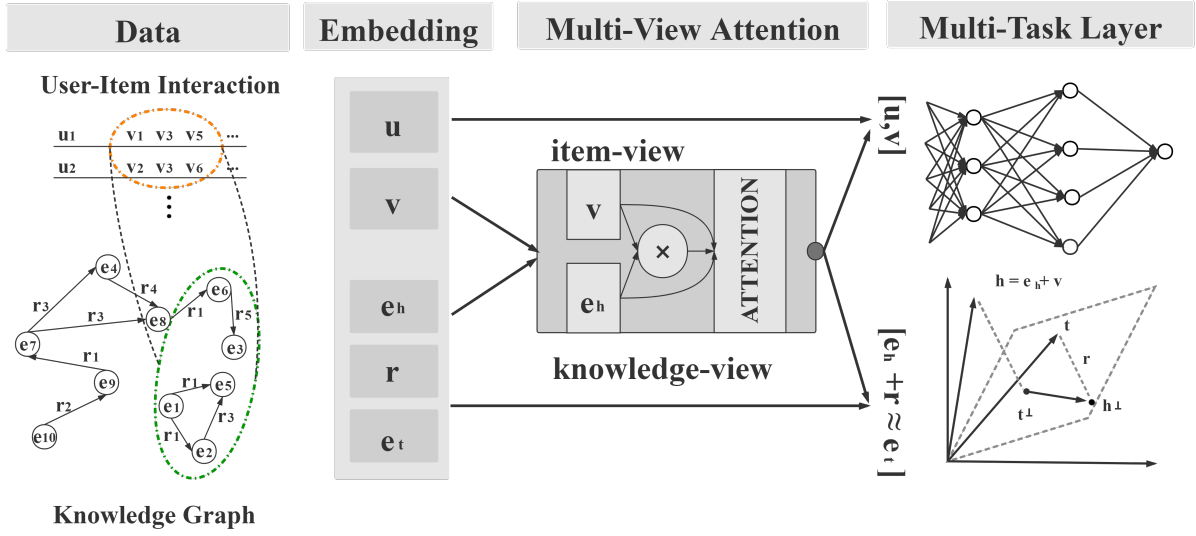 Data
Embedding
Multi-View Attention
Multi-Task Layer
User-Item Interaction
u1 v1 v3 v5 ...
u2 v2 v3 v6 ...
e4
r3
r4
e6
r1
r5
r3
e8
e7
e3
r1
e9
r1
e5
r2
e1
r3
r1
e10
e2
Knowledge Graph
u
v
eh
r
et
item-view
v
×
eh
ATTENTION
knowledge-view
[u,v]
[eh +r ≈ et]
h = eh+ v
t
r
t⊥
h⊥